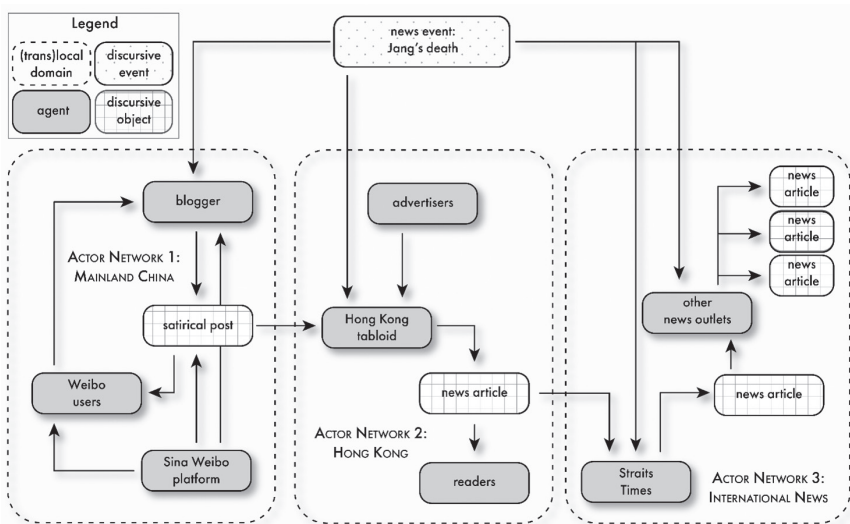 Legend
(trans)local
domain
discursive
event
agent
discursive
object
news event:
Jang's death
blogger
ACTOR NETWORK 1:
MAINLAND CHINA
satirical post
Weibo
users
Sina Weibo
platform
advertisers
Hong Kong
tabloid
news article
ACTOR NETWORK 2:
HONG KONG
readers
news
article
news
article
news
article
other
news outlets
news article
Straits
Times
ACTOR NETWORK 3:
INTERNATIONAL NEWS